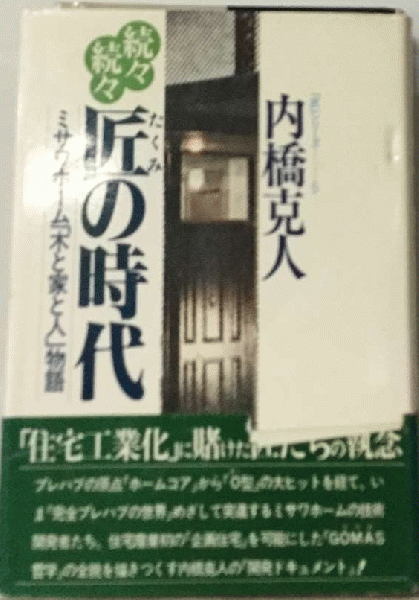 続々
続々
匠の時代
たくみ
ミサワホーム「木と家と人」物語
内橋克人
「住宅工業化」に賭けた匠たちの執念
プレハブの原点「ホームコア」から「O型」の大ヒットを経て、い
ま「完全プレハブの世界」めざして突進するミサワホームの技術
開発者たち。住宅産業初の「企画住宅」を可能にした「GOMAS
哲学」の全貌を描きつくす内橋克人の「開発ドキュメント」!